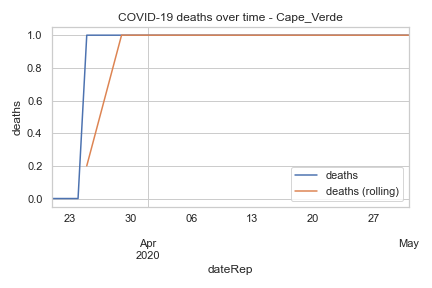 COVID-19 deaths over time - Cape_Verde
deaths
1.0
0.8
0.6
0.4
0.2
0.0
deaths
deaths (rolling)
23 30 06 13 20 27
Apr May
2020
dateRep